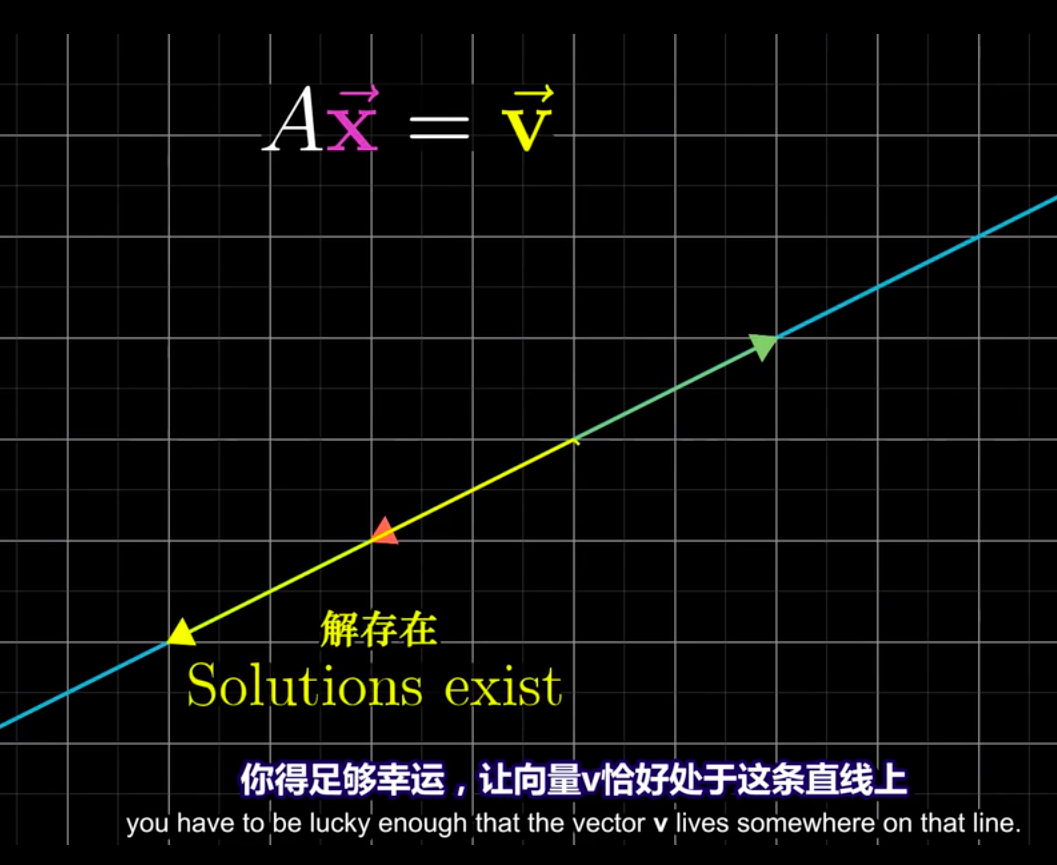 A\vec{x} = \vec{v}
解存在
Solutions exist
你得足够幸运，让向量v恰好处于这条直线上
you have to be lucky enough that the vector v lives somewhere on that line.